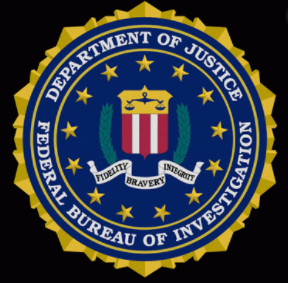 DEPARTMENT OF JUSTICE
FIDELITY
BRAVERY
INTEGRITY
FEDERAL BUREAU OF INVESTIGATION